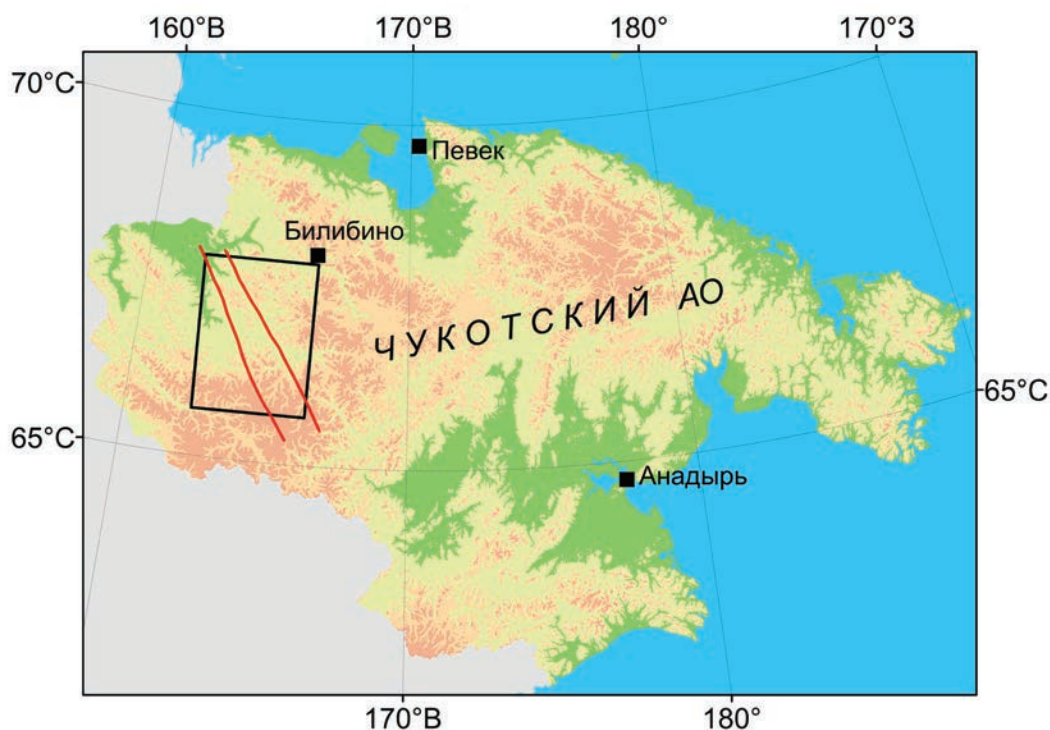 160°В 170°В 180° 170°З
70°С
Певек
Билибино
ЧУКОТСКИЙ АО
65°С
65°С
Анадырь
170°В 180°